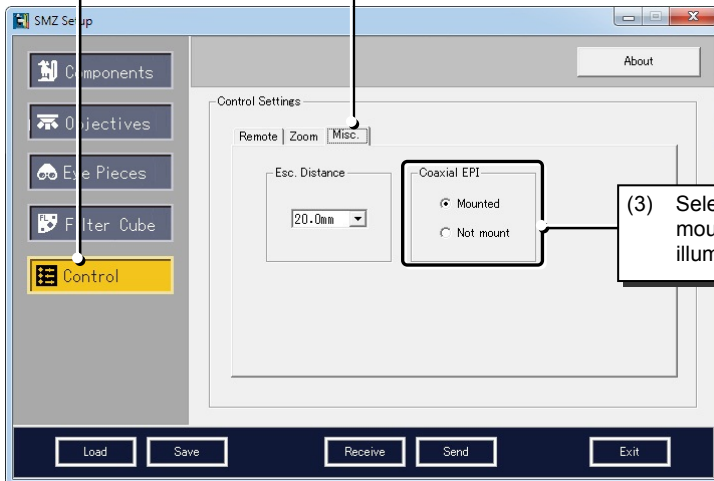 SMZ Setup
About
Components
Objectives
Eye Pieces
Filter Cube
Control
Control Settings
Remote Zoom Misc.
Esc. Distance
20.0mm
Coaxial EPI
Mounted
Not mount
(3)
Load Save Receive Send Exit